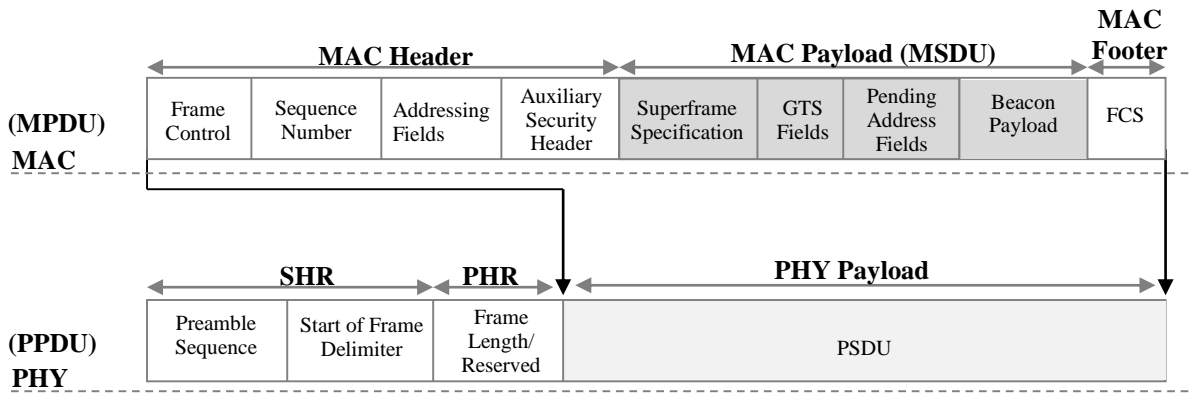 MAC Header
MAC Payload (MSDU)
MAC
Footer
(MPDU)
MAC
Frame
Control
Sequence
Number
Addressing
Fields
Auxiliary
Security
Header
Superframe
Specification
GTS
Fields
Pending
Address
Fields
Beacon
Payload
FCS
SHR
PHR
PHY Payload
(PPDU)
PHY
Preamble
Sequence
Start of Frame
Delimiter
Frame
Length/
Reserved
PSDU